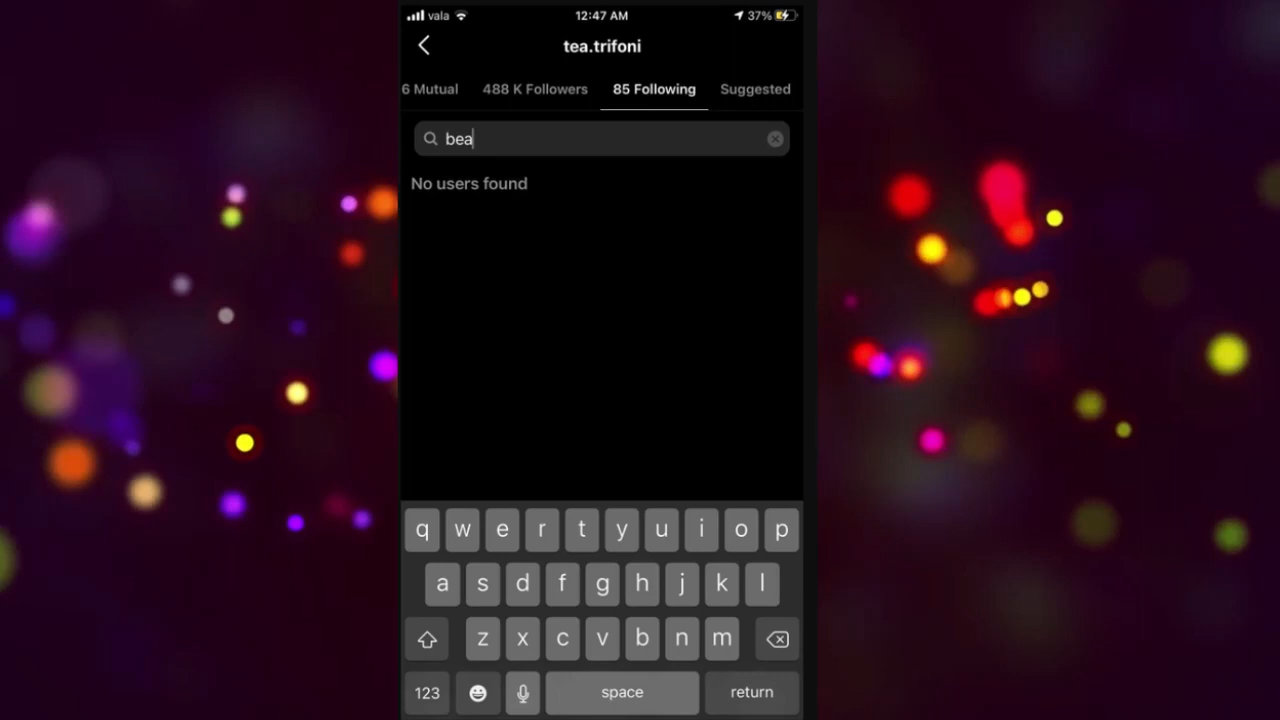 vala 12:47 AM 37%
tea.trifoni
6 Mutual 488 K Followers 85 Following Suggested
bea
No users found
q w e r t y u i o p
a s d f g h j k l
z x c v b n m
123 space return